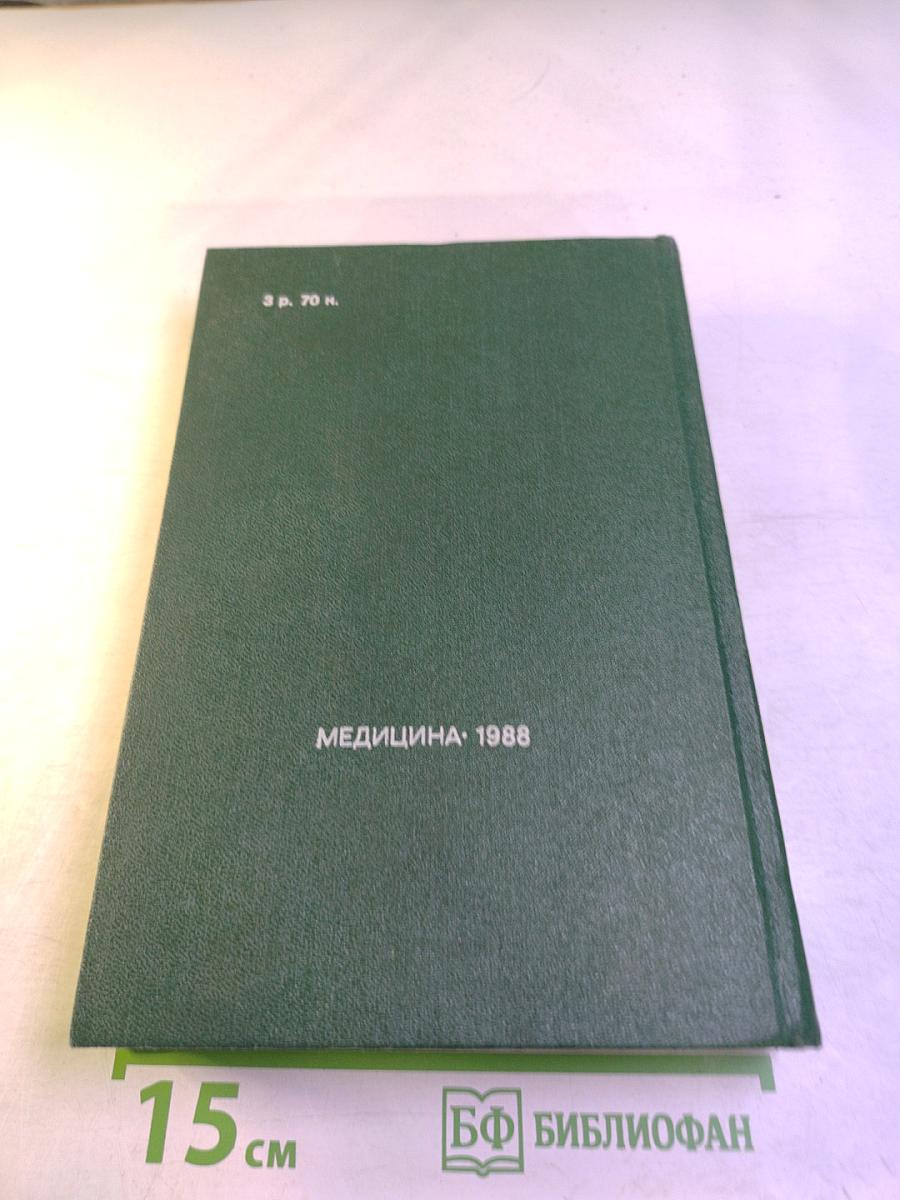 3 р. 70 к.
МЕДИЦИНА· 1988
15 см
БФ БИБЛИОФАН